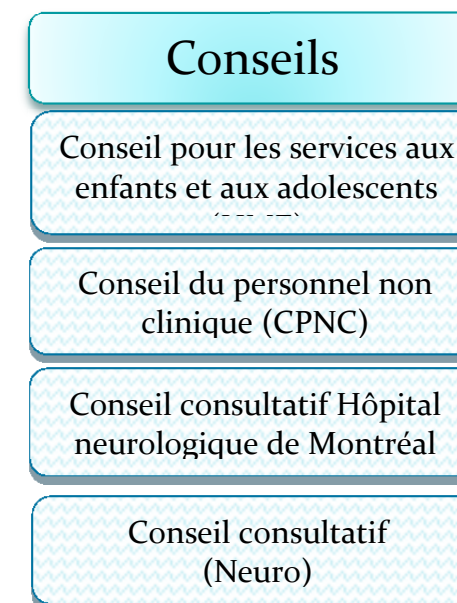 Conseils
Conseil pour les services aux
enfants et aux adolescents
Conseil du personnel non
clinique (CPNC)
Conseil consultatif Hôpital
neurologique de Montréal
Conseil consultatif
(Neuro)